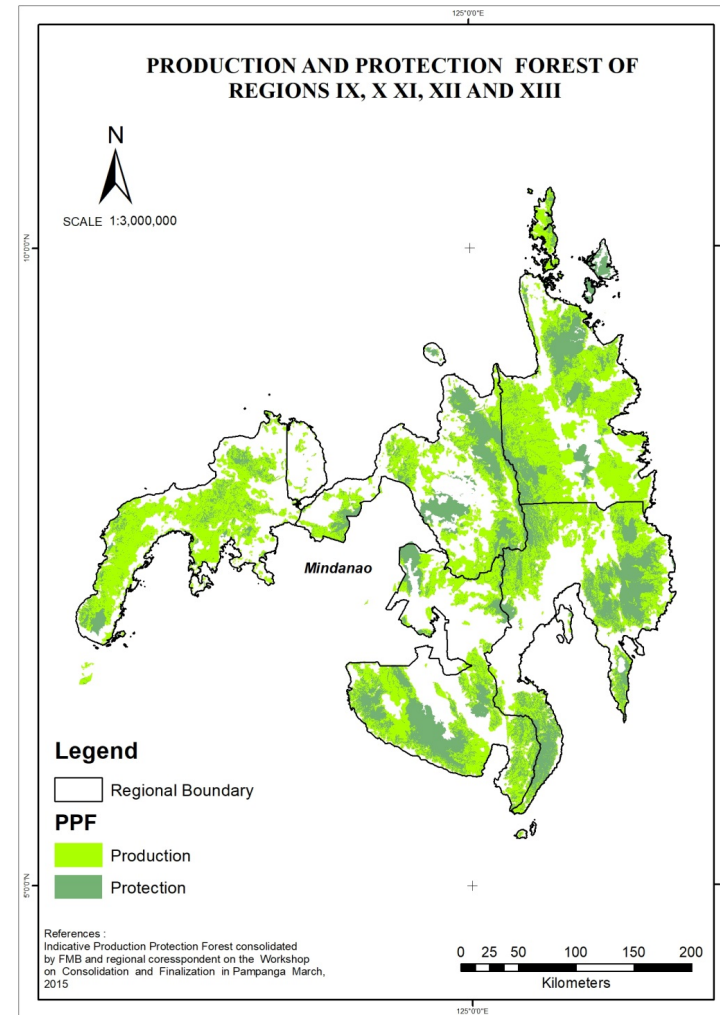 125°0'0"E
PRODUCTION AND PROTECTION FOREST OF
REGIONS IX, X XI, XII AND XIII
N
SCALE 1:3,000,000
10°0'0"N
Mindanao
Legend
Regional Boundary
PPF
Production
Protection
5°0'0"N
References :
Indicative Production Protection Forest consolidated
by FMB and regional coresspondent on the Workshop
on Consolidation and Finalization in Pampanga March,
2015
0 25 50 100 150 200
Kilometers
125°0'0"E